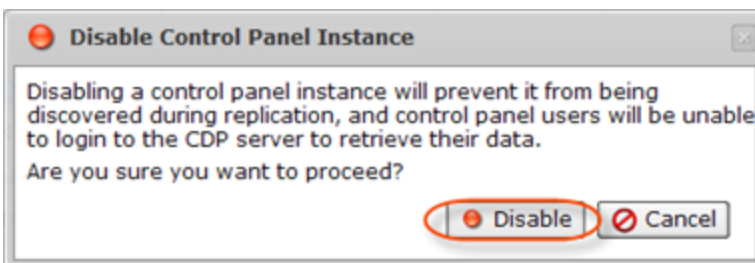 Disable Control Panel Instance
Disabling a control panel instance will prevent it from being
discovered during replication, and control panel users will be unable
to login to the CDP server to retrieve their data.
Are you sure you want to proceed?
Disable Cancel